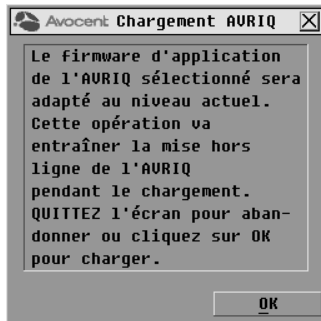 Avocent Chargement AVRIQ
Le firmware d'application
de l'AVRIQ sélectionné sera
adapté au niveau actuel.
Cette opération va
entraîner la mise hors
ligne de l'AVRIQ
pendant le chargement.
QUITTEZ l'écran pour aban-
donner ou cliquez sur OK
pour charger.
OK